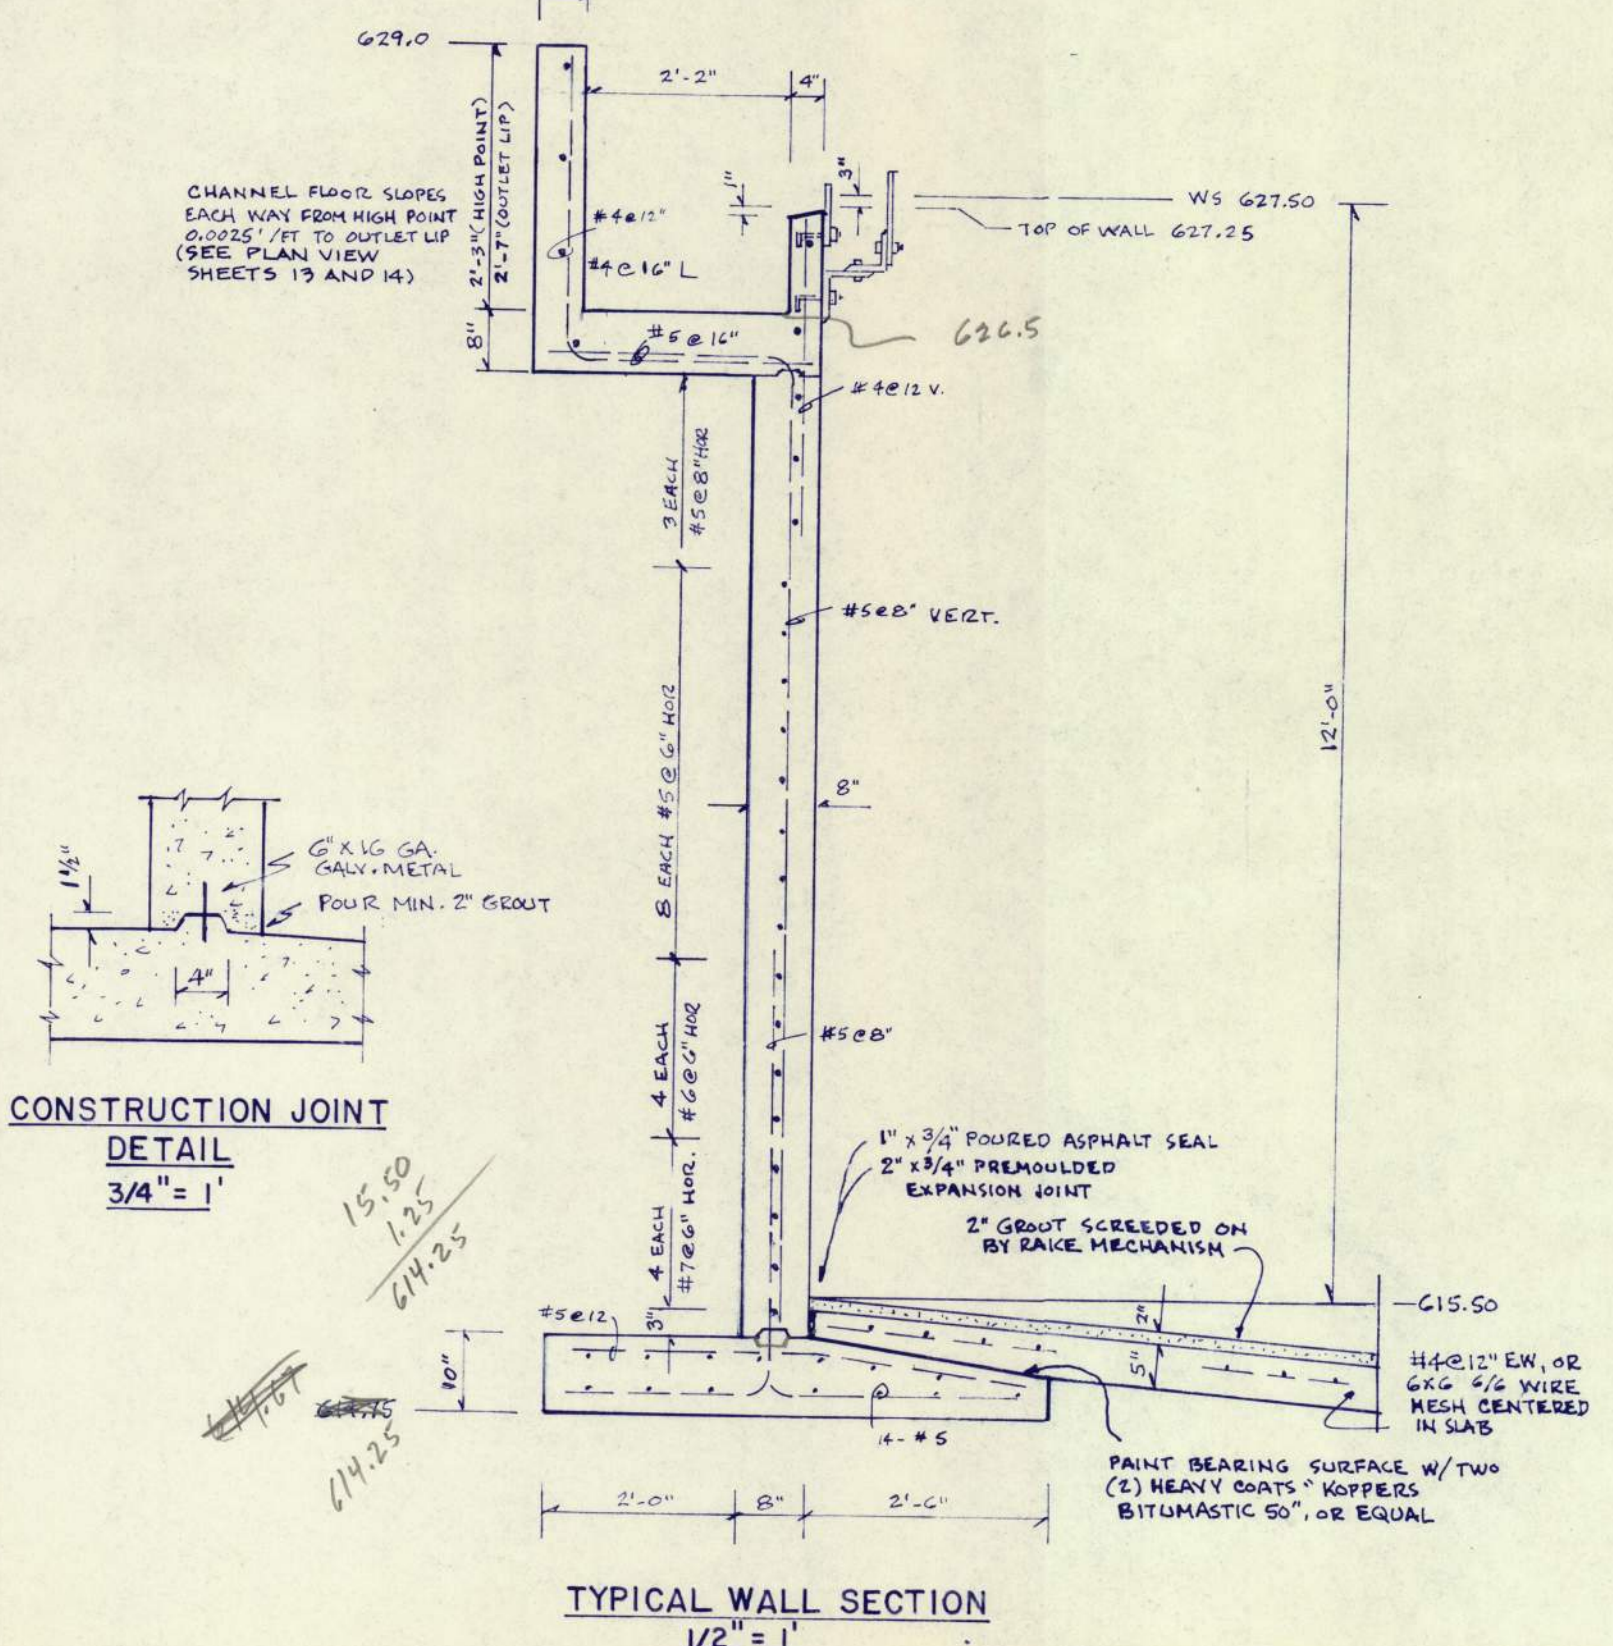 629.0
2'-2"
4"
2'-3" (HIGH POINT)
2'-7" (OUTLET LIP)
CHANNEL FLOOR SLOPES
EACH WAY FROM HIGH POINT
0.0025'/FT TO OUTLET LIP
(SEE PLAN VIEW
SHEETS 13 AND 14)
1"
3"
WS 627.50
TOP OF WALL 627.25
#4@12"
#4@16" L
8"
#5@16"
626.5
#4@12 V.
3 EACH
#5@8" HOR
#5@8" VERT.
8 EACH #5@6" HOR
12'-0"
8"
6" X 16 GA.
GALV. METAL
POUR MIN. 2" GROUT
1½"
4"
CONSTRUCTION JOINT
DETAIL
3/4" = 1'
4 EACH
#6@6" HOR
#5@8"
15.50
1.25
614.25
4 EACH
#7@6" HOR.
1" x 3/4" POURED ASPHALT SEAL
2" x 3/4" PREMOULDED
EXPANSION JOINT
2" GROUT SCREEDED ON
BY RAKE MECHANISM
615.50
#5@12
3"
2"
5"
10"
#4@12" EW, OR
6X6 6/6 WIRE
MESH CENTERED
IN SLAB
614.67
614.25
14-#5
PAINT BEARING SURFACE W/ TWO
(2) HEAVY COATS "KOPPERS
BITUMASTIC 50", OR EQUAL
2'-0"
8"
2'-6"
TYPICAL WALL SECTION
1/2" = 1'